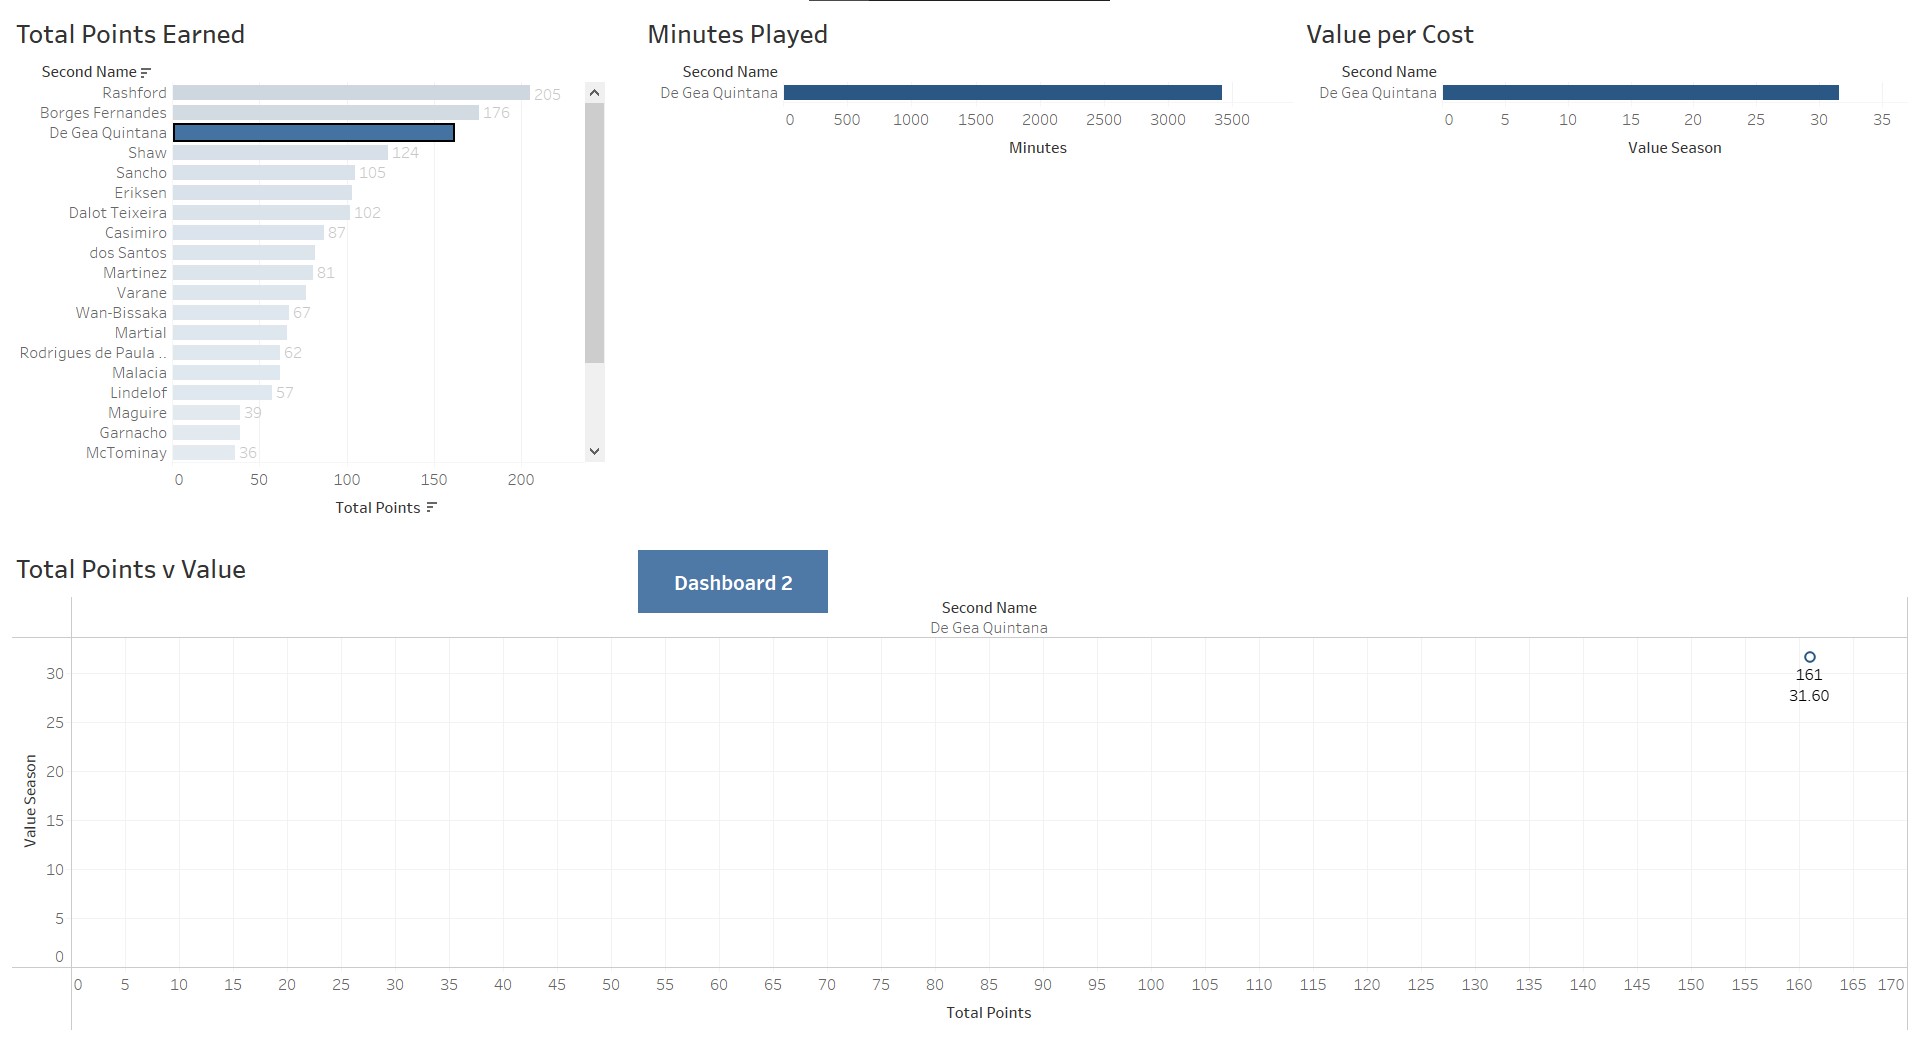 Total Points Earned
Second Name
Rashford 205
Borges Fernandes 176
De Gea Quintana
Shaw 124
Sancho 105
Eriksen
Dalot Teixeira 102
Casimiro 87
dos Santos
Martinez 81
Varane
Wan-Bissaka 67
Martial
Rodrigues de Paula .. 62
Malacia
Lindelof 57
Maguire 39
Garnacho
McTominay 36
0 50 100 150 200
Total Points
Minutes Played
Second Name
De Gea Quintana
0 500 1000 1500 2000 2500 3000 3500
Minutes
Value per Cost
Second Name
De Gea Quintana
0 5 10 15 20 25 30 35
Value Season
Total Points v Value
Dashboard 2
Second Name
De Gea Quintana
Value Season
30
25
20
15
10
5
0
161
31.60
0 5 10 15 20 25 30 35 40 45 50 55 60 65 70 75 80 85 90 95 100 105 110 115 120 125 130 135 140 145 150 155 160 165 170
Total Points